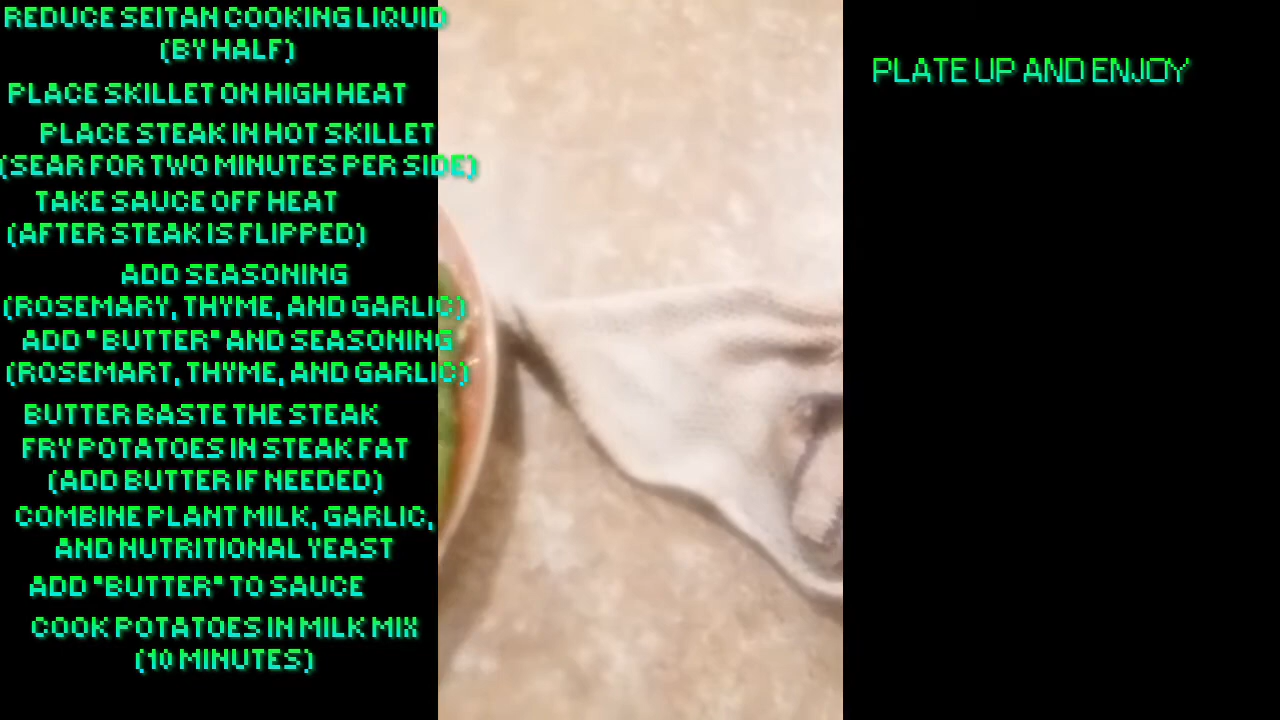 REDUCE SEITAN COOKING LIQUID
(BY HALF)
PLACE SKILLET ON HIGH HEAT
PLACE STEAK IN HOT SKILLET
(SEAR FOR TWO MINUTES PER SIDE)
TAKE SAUCE OFF HEAT
(AFTER STEAK IS FLIPPED)
ADD SEASONING
(ROSEMARY, THYME, AND GARLIC)
ADD "BUTTER" AND SEASONING
(ROSEMART, THYME, AND GARLIC)
BUTTER BASTE THE STEAK
FRY POTATOES IN STEAK FAT
(ADD BUTTER IF NEEDED)
COMBINE PLANT MILK, GARLIC,
AND NUTRITIONAL YEAST
ADD "BUTTER" TO SAUCE
COOK POTATOES IN MILK MIX
(10 MINUTES)
PLATE UP AND ENJOY